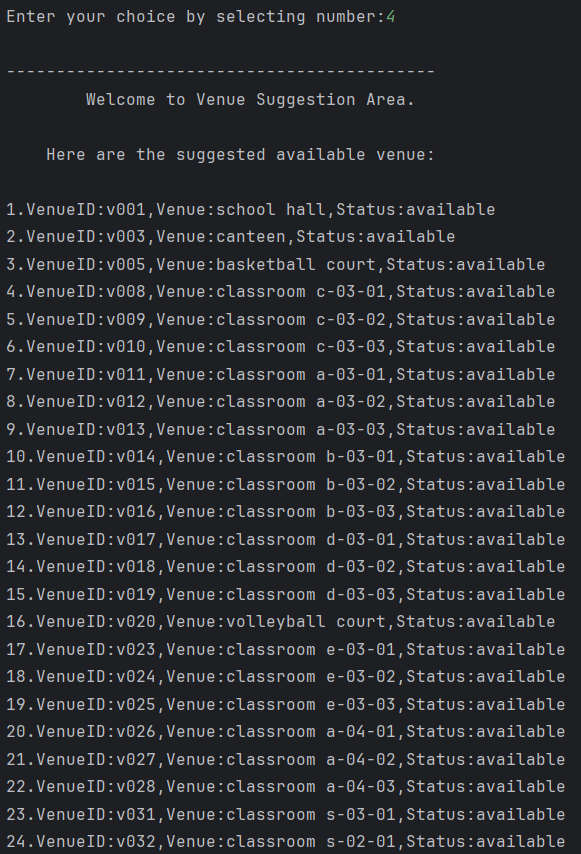 Enter your choice by selecting number:4
-------------------------------------------
Welcome to Venue Suggestion Area.
Here are the suggested available venue:
1.VenueID:v001,Venue:school hall,Status:available
2.VenueID:v003,Venue:canteen,Status:available
3.VenueID:v005,Venue:basketball court,Status:available
4.VenueID:v008,Venue:classroom c-03-01,Status:available
5.VenueID:v009,Venue:classroom c-03-02,Status:available
6.VenueID:v010,Venue:classroom c-03-03,Status:available
7.VenueID:v011,Venue:classroom a-03-01,Status:available
8.VenueID:v012,Venue:classroom a-03-02,Status:available
9.VenueID:v013,Venue:classroom a-03-03,Status:available
10.VenueID:v014,Venue:classroom b-03-01,Status:available
11.VenueID:v015,Venue:classroom b-03-02,Status:available
12.VenueID:v016,Venue:classroom b-03-03,Status:available
13.VenueID:v017,Venue:classroom d-03-01,Status:available
14.VenueID:v018,Venue:classroom d-03-02,Status:available
15.VenueID:v019,Venue:classroom d-03-03,Status:available
16.VenueID:v020,Venue:volleyball court,Status:available
17.VenueID:v023,Venue:classroom e-03-01,Status:available
18.VenueID:v024,Venue:classroom e-03-02,Status:available
19.VenueID:v025,Venue:classroom e-03-03,Status:available
20.VenueID:v026,Venue:classroom a-04-01,Status:available
21.VenueID:v027,Venue:classroom a-04-02,Status:available
22.VenueID:v028,Venue:classroom a-04-03,Status:available
23.VenueID:v031,Venue:classroom s-03-01,Status:available
24.VenueID:v032,Venue:classroom s-02-01,Status:available